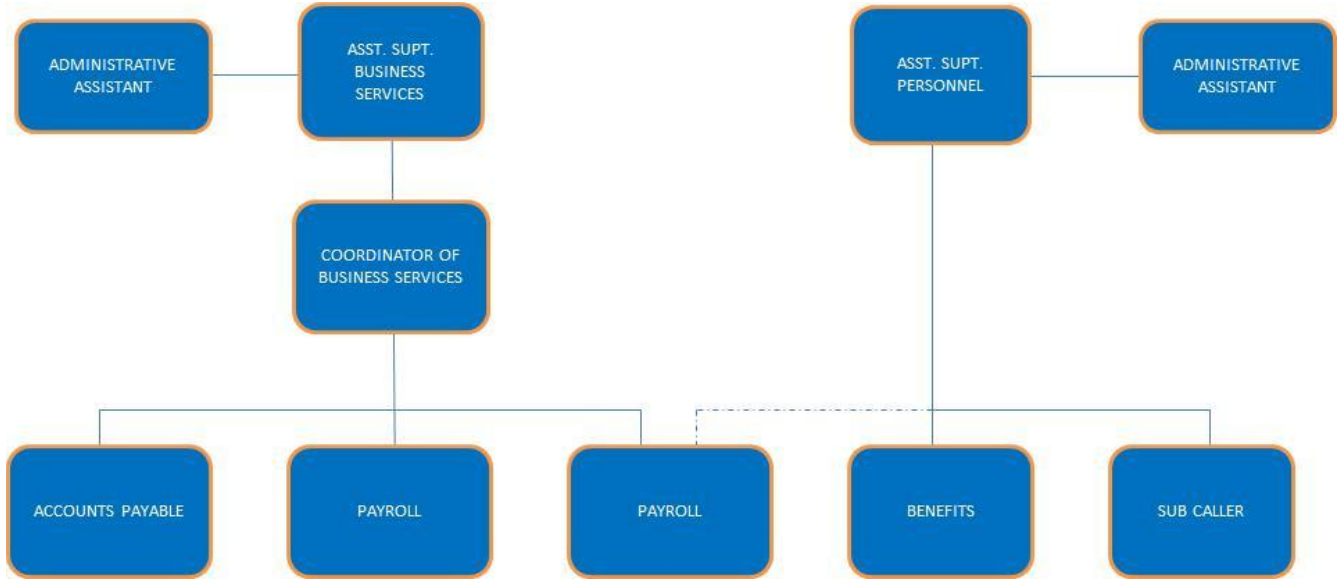 ADMINISTRATIVE
ASSISTANT
ASST. SUPT.
BUSINESS
SERVICES
ASST. SUPT.
PERSONNEL
ADMINISTRATIVE
ASSISTANT
COORDINATOR OF
BUSINESS SERVICES
ACCOUNTS PAYABLE
PAYROLL
PAYROLL
BENEFITS
SUB CALLER